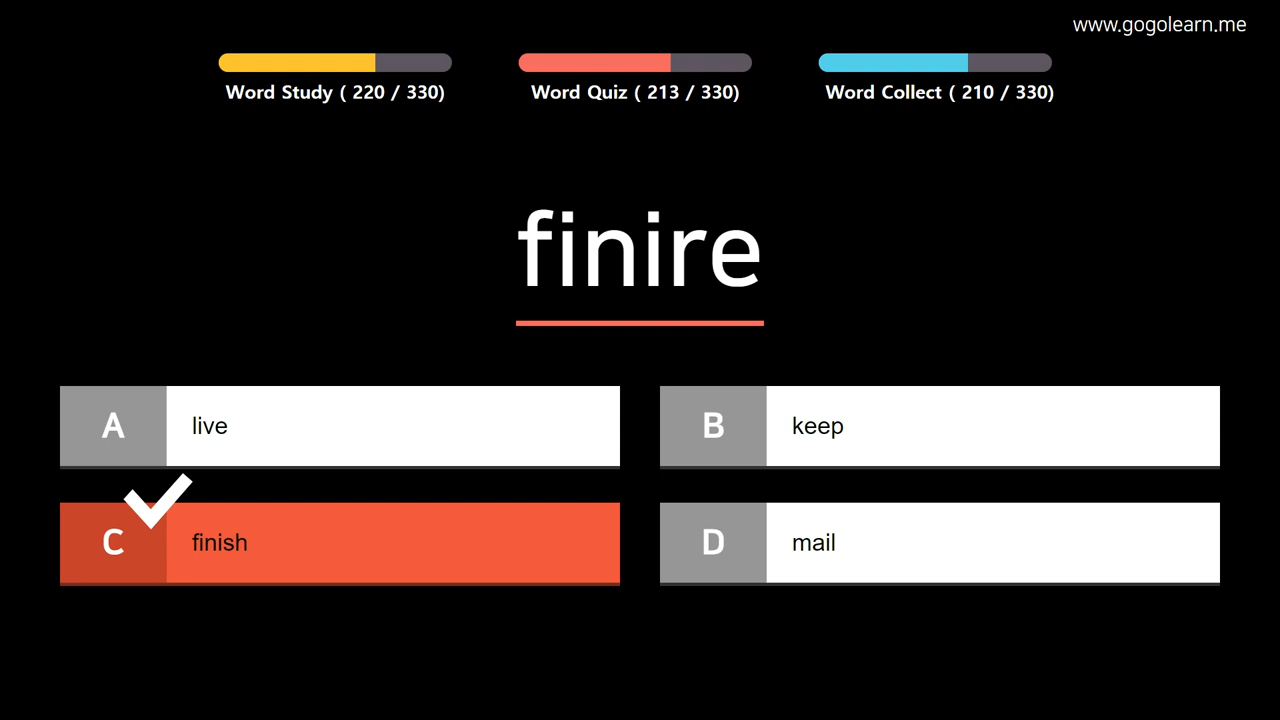 www.gogolearn.me
Word Study ( 220 / 330)
Word Quiz ( 213 / 330)
Word Collect ( 210 / 330)
finire
A live
B keep
C finish
D mail